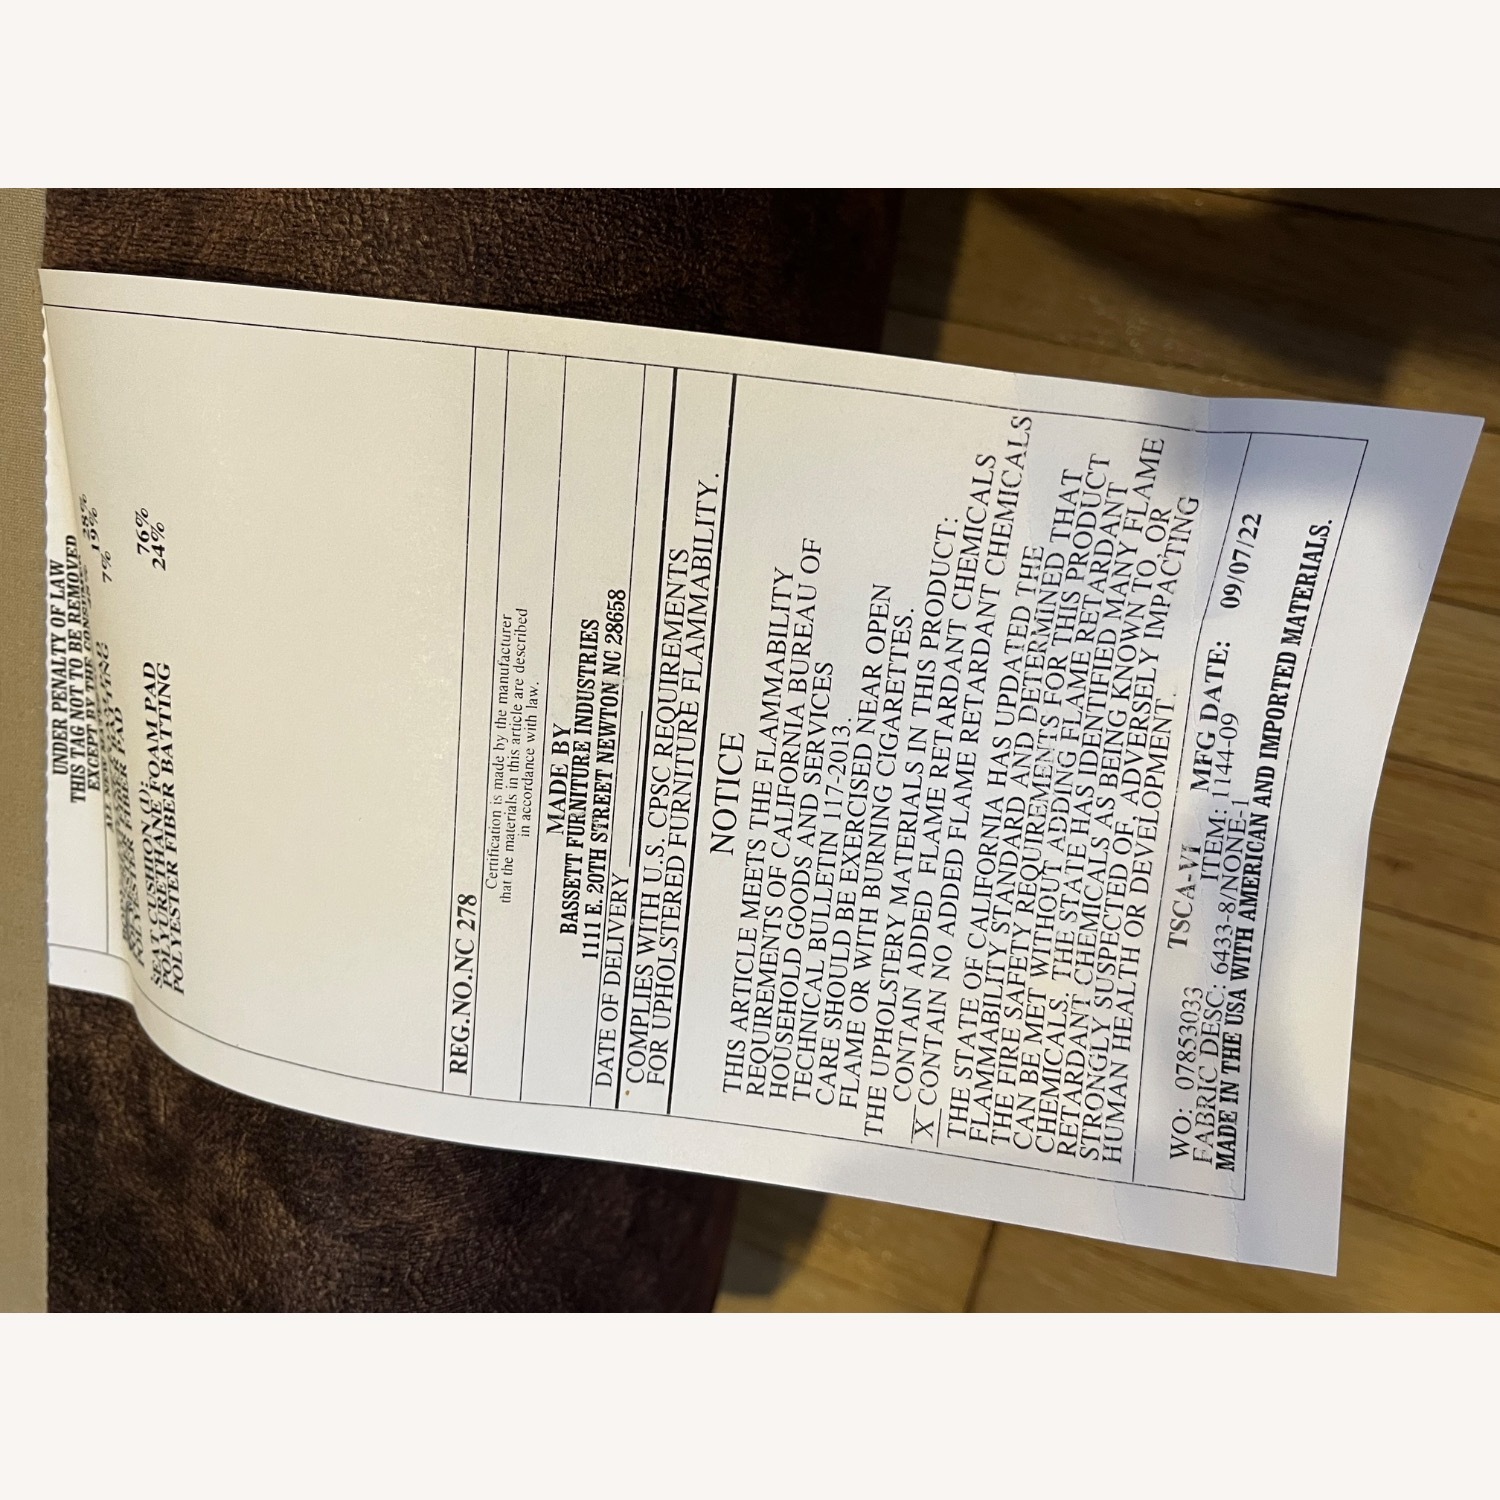 UNDER PENALTY OF LAW
THIS TAG NOT TO BE REMOVED
EXCEPT BY THE
28%
19%
7%
SEAT CUSHION (1):
POLYURETHANE FOAM PAD 76%
POLYESTER FIBER BATTING 24%
REG.NO.NC 278
Certification is made by the manufacturer
that the materials in this article are described
in accordance with law.
MADE BY
BASSETT FURNITURE INDUSTRIES
1111 E. 20TH STREET NEWTON NC 28658
DATE OF DELIVERY
COMPLIES WITH U.S. CPSC REQUIREMENTS
FOR UPHOLSTERED FURNITURE FLAMMABILITY.
NOTICE
THIS ARTICLE MEETS THE FLAMMABILITY
REQUIREMENTS OF CALIFORNIA BUREAU OF
HOUSEHOLD GOODS AND SERVICES
TECHNICAL BULLETIN 117-2013.
CARE SHOULD BE EXERCISED NEAR OPEN
FLAME OR WITH BURNING CIGARETTES.
THE UPHOLSTERY MATERIALS IN THIS PRODUCT:
CONTAIN ADDED FLAME RETARDANT CHEMICALS
X CONTAIN NO ADDED FLAME RETARDANT CHEMICALS
THE STATE OF CALIFORNIA HAS UPDATED THE
FLAMMABILITY STANDARD AND DETERMINED THAT
THE FIRE SAFETY REQUIREMENTS FOR THIS PRODUCT
CAN BE MET WITHOUT ADDING FLAME RETARDANT
CHEMICALS. THE STATE HAS IDENTIFIED MANY FLAME
RETARDANT CHEMICALS AS BEING KNOWN TO, OR
STRONGLY SUSPECTED OF, ADVERSELY IMPACTING
HUMAN HEALTH OR DEVELOPMENT.
WO: 07853033 TSCA-VI MFG DATE: 09/07/22
FABRIC DESC: 6433-8/NONE-1 ITEM: 1144-09
MADE IN THE USA WITH AMERICAN AND IMPORTED MATERIALS.